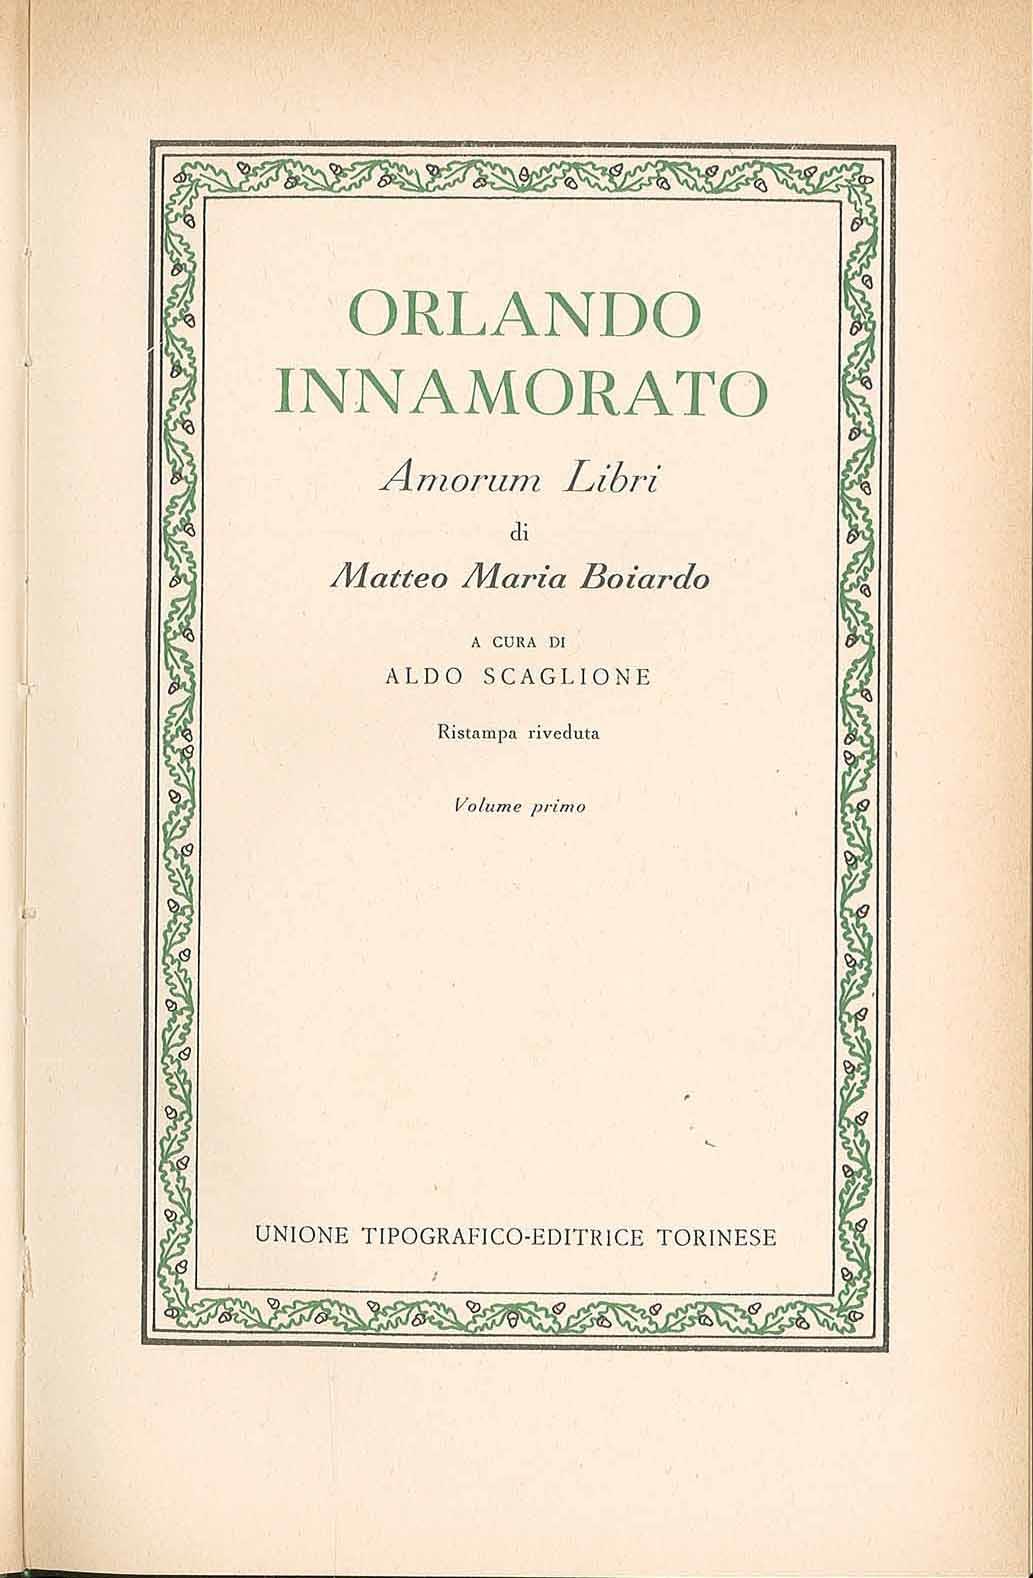 ORLANDO
INNAMORATO
Amorum Libri
di
Matteo Maria Boiardo
A CURA DI
ALDO SCAGLIONE
Ristampa riveduta
Volume primo
UNIONE TIPOGRAFICO-EDITRICE TORINESE